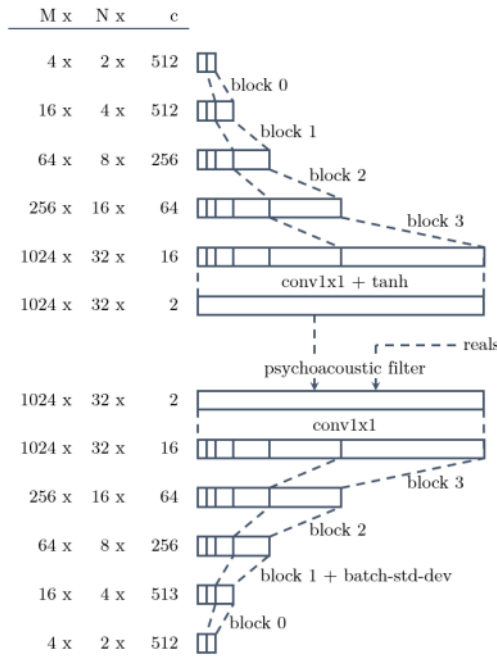 M x N x c
4 x 2 x 512
block 0
16 x 4 x 512
block 1
64 x 8 x 256
block 2
256 x 16 x 64
block 3
1024 x 32 x 16
conv1x1 + tanh
1024 x 32 x 2
reals
psychoacoustic filter
1024 x 32 x 2
conv1x1
1024 x 32 x 16
block 3
256 x 16 x 64
block 2
64 x 8 x 256
block 1 + batch-std-dev
16 x 4 x 513
block 0
4 x 2 x 512